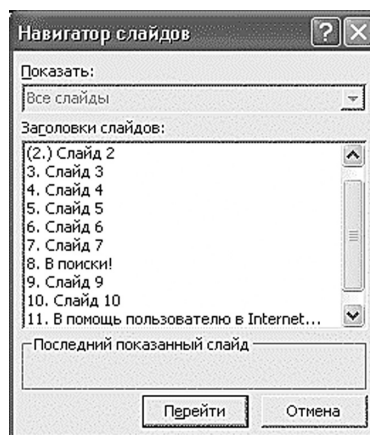 Навигатор слайдов
Показать:
Все слайды
Заголовки слайдов:
(2.) Слайд 2
3. Слайд 3
4. Слайд 4
5. Слайд 5
6. Слайд 6
7. Слайд 7
8. В поиски!
9. Слайд 9
10. Слайд 10
11. В помощь пользователю в Internet...
Последний показанный слайд
Перейти
Отмена